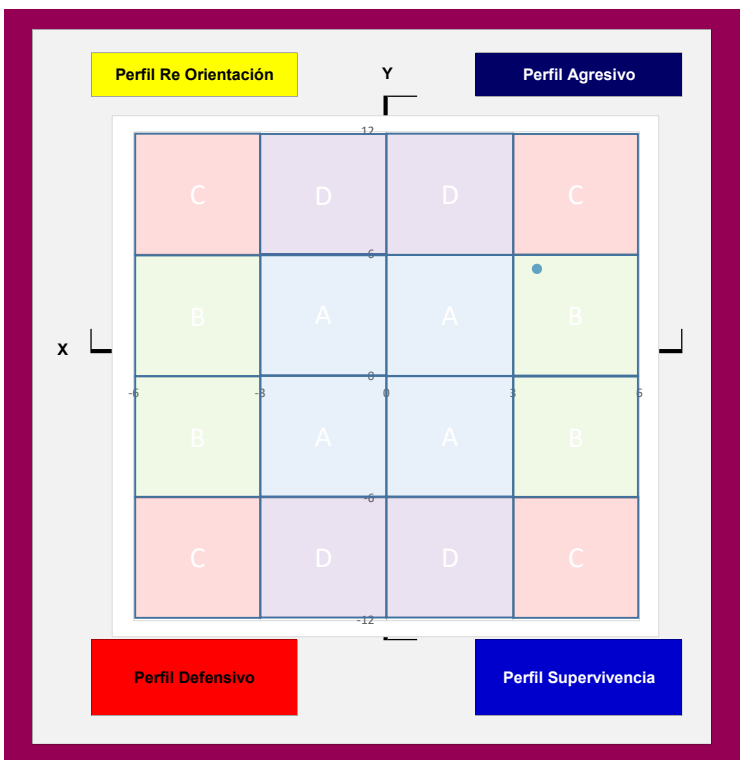 Perfil Re Orientación
Y
Perfil Agresivo
12
C D D C
6
B A A B
X
0
-6 -3 0 3 6
B A A B
-6
C D D C
-12
Perfil Defensivo
Perfil Supervivencia